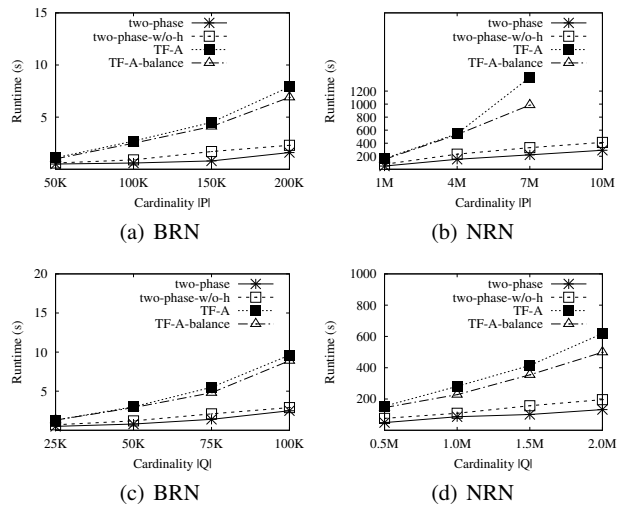 two-phase
two-phase-w/o-h
TF-A
TF-A-balance
15
10
5
Runtime (s)
50K 100K 150K 200K
Cardinality |P|
(a) BRN
two-phase
two-phase-w/o-h
TF-A
TF-A-balance
1200
1000
800
600
400
200
Runtime (s)
1M 4M 7M 10M
Cardinality |P|
(b) NRN
two-phase
two-phase-w/o-h
TF-A
TF-A-balance
20
15
10
5
Runtime (s)
25K 50K 75K 100K
Cardinality |Q|
(c) BRN
two-phase
two-phase-w/o-h
TF-A
TF-A-balance
1000
800
600
400
200
Runtime (s)
0.5M 1.0M 1.5M 2.0M
Cardinality |Q|
(d) NRN